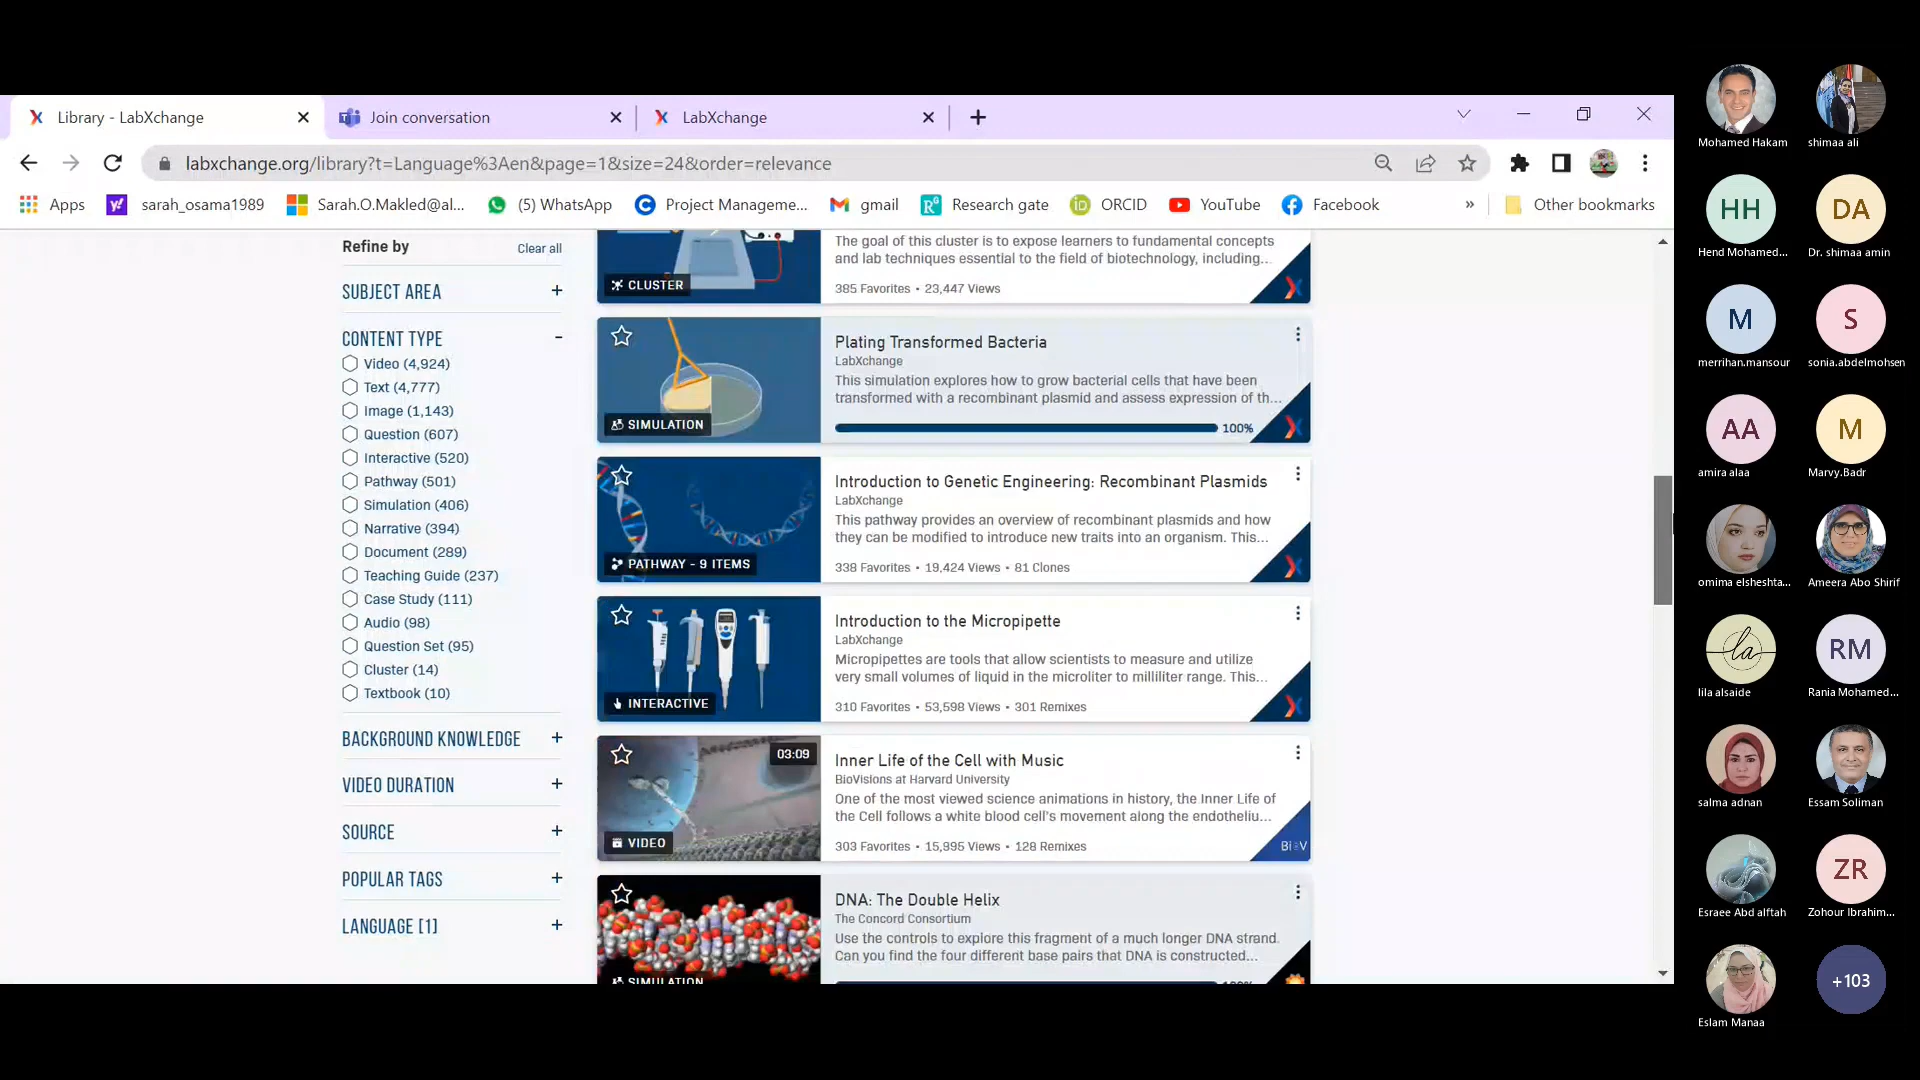 Library - LabXchange
Join conversation
LabXchange
labxchange.org/library?t=Language%3Aen&page=1&size=24&order=relevance
Apps
sarah_osama1989
Sarah.O.Makled@al...
(5) WhatsApp
Project Manageme...
gmail
Research gate
ORCID
YouTube
Facebook
»
Other bookmarks
Refine by
Clear all
SUBJECT AREA +
CONTENT TYPE -
Video (4,924)
Text (4,777)
Image (1,143)
Question (607)
Interactive (520)
Pathway (501)
Simulation (406)
Narrative (394)
Document (289)
Teaching Guide (237)
Case Study (111)
Audio (98)
Question Set (95)
Cluster (14)
Textbook (10)
BACKGROUND KNOWLEDGE +
VIDEO DURATION +
SOURCE +
POPULAR TAGS +
LANGUAGE [1] +
CLUSTER
The goal of this cluster is to expose learners to fundamental concepts
and lab techniques essential to the field of biotechnology, including...
385 Favorites • 23,447 Views
SIMULATION
Plating Transformed Bacteria
LabXchange
This simulation explores how to grow bacterial cells that have been
transformed with a recombinant plasmid and assess expression of th...
100%
PATHWAY - 9 ITEMS
Introduction to Genetic Engineering: Recombinant Plasmids
LabXchange
This pathway provides an overview of recombinant plasmids and how
they can be modified to introduce new traits into an organism. This...
338 Favorites • 19,424 Views • 81 Clones
INTERACTIVE
Introduction to the Micropipette
LabXchange
Micropipettes are tools that allow scientists to measure and utilize
very small volumes of liquid in the microliter to milliliter range. This...
310 Favorites • 53,598 Views • 301 Remixes
03:09
VIDEO
Inner Life of the Cell with Music
BioVisions at Harvard University
One of the most viewed science animations in history, the Inner Life of
the Cell follows a white blood cell's movement along the endotheliu...
303 Favorites • 15,995 Views • 128 Remixes
SIMULATION
DNA: The Double Helix
The Concord Consortium
Use the controls to explore this fragment of a much longer DNA strand.
Can you find the four different base pairs that DNA is constructed...
100%
Mohamed Hakam
shimaa ali
HH
Hend Mohamed...
DA
Dr. shimaa amin
M
merrihan.mansour
S
sonia.abdelmohsen
AA
amira alaa
M
Marvy.Badr
omima elsheshta...
Ameera Abo Shirif
la
lila alsaide
RM
Rania Mohamed...
salma adnan
Essam Soliman
Esraee Abd alftah
ZR
Zohour Ibrahim...
Eslam Manaa
+103